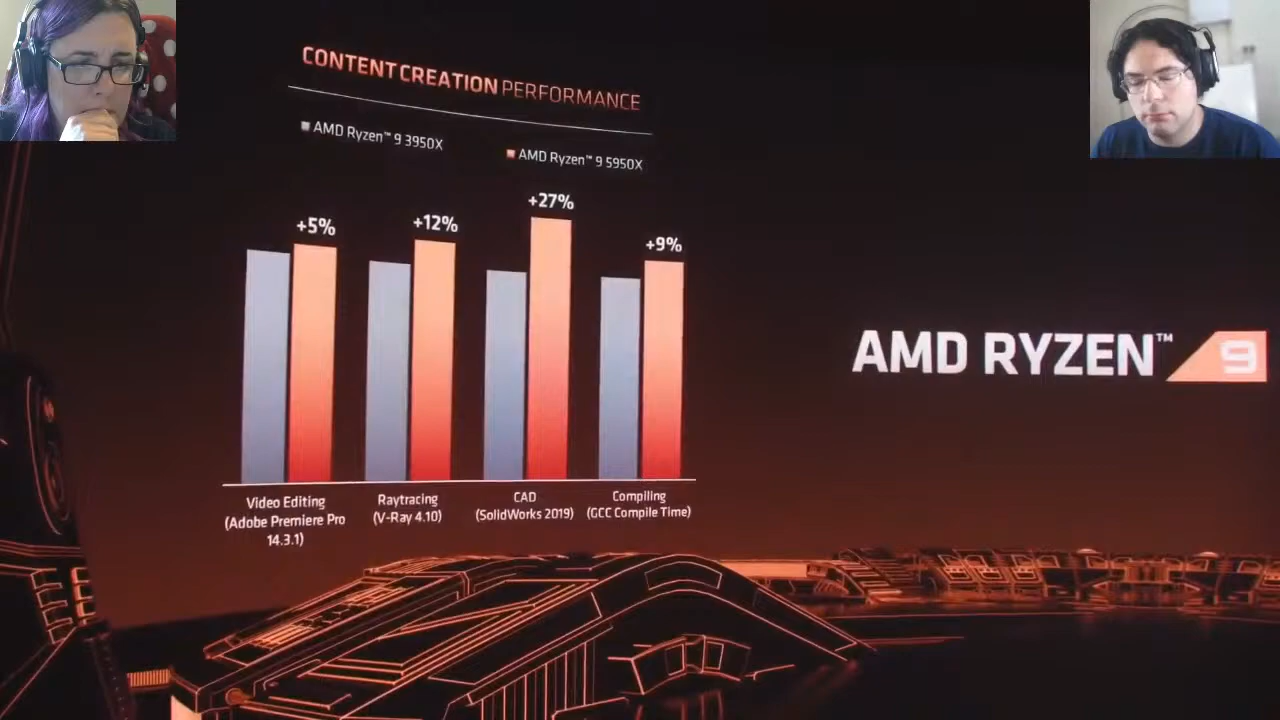 CONTENT CREATION PERFORMANCE
AMD Ryzen™ 9 3950X
AMD Ryzen™ 9 5950X
+5%
+12%
+27%
+9%
Video Editing
(Adobe Premiere Pro
14.3.1)
Raytracing
(V-Ray 4.10)
CAD
(SolidWorks 2019)
Compiling
(GCC Compile Time)
AMD RYZEN™ 9